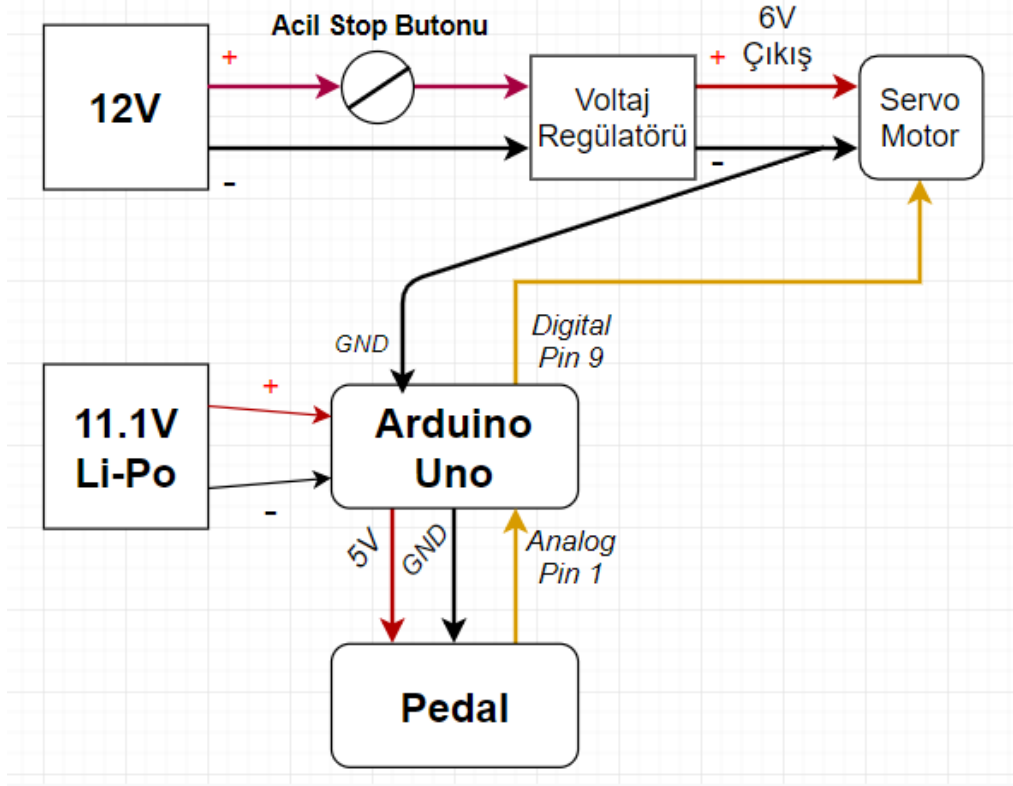 Acil Stop Butonu
6V
Çıkış
12V
+
-
Voltaj
Regülatörü
+
-
Servo
Motor
GND
Digital
Pin 9
11.1V
Li-Po
+
-
Arduino
Uno
5V
GND
Analog
Pin 1
Pedal